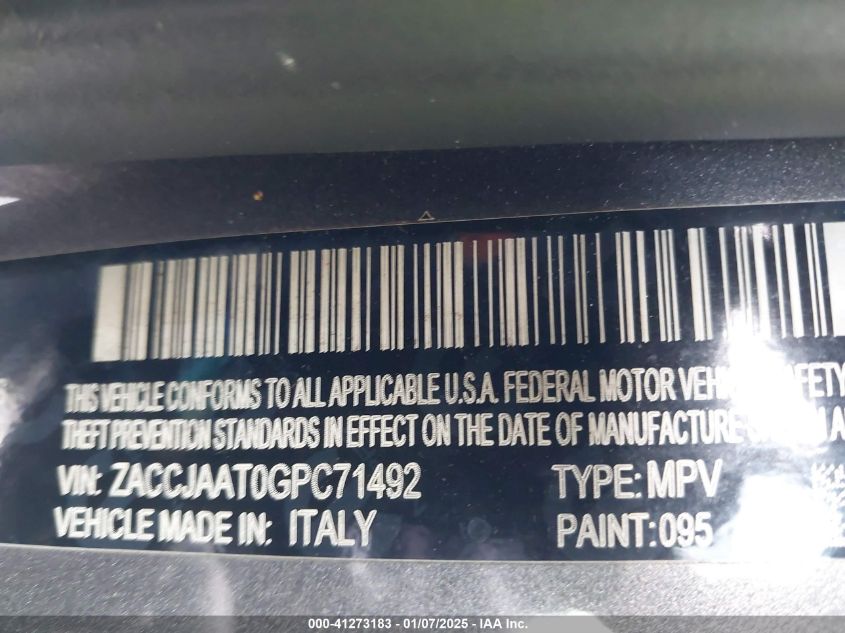 THIS VEHICLE CONFORMS TO ALL APPLICABLE U.S.A. FEDERAL MOTOR SAFETY
THEFT PREVENTION STANDARDS IN EFFECT ON THE DATE OF MANUFACTURE
VIN: ZACCJAAT0GPC71492 TYPE: MPV
VEHICLE MADE IN: ITALY PAINT: 095
000-41273183 - 01/07/2025 - IAA Inc.